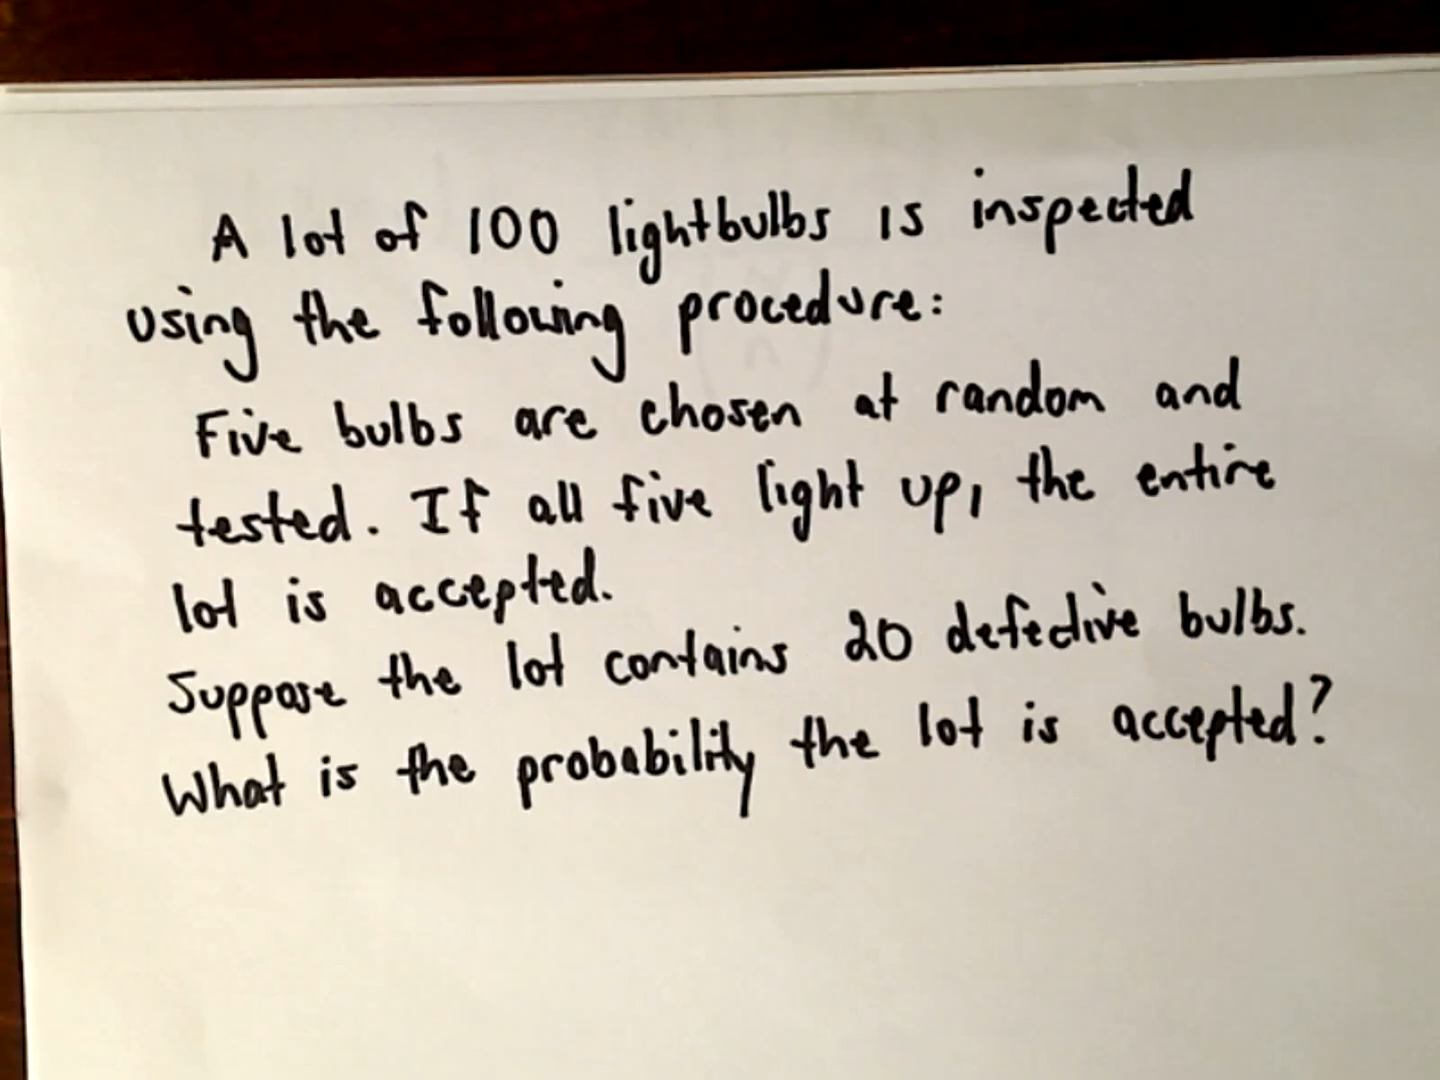 A lot of 100 lightbulbs is inspected
using the following procedure:
Five bulbs are chosen at random and
tested. If all five light up, the entire
lot is accepted.
Suppose the lot contains 20 defective bulbs.
What is the probability the lot is accepted?